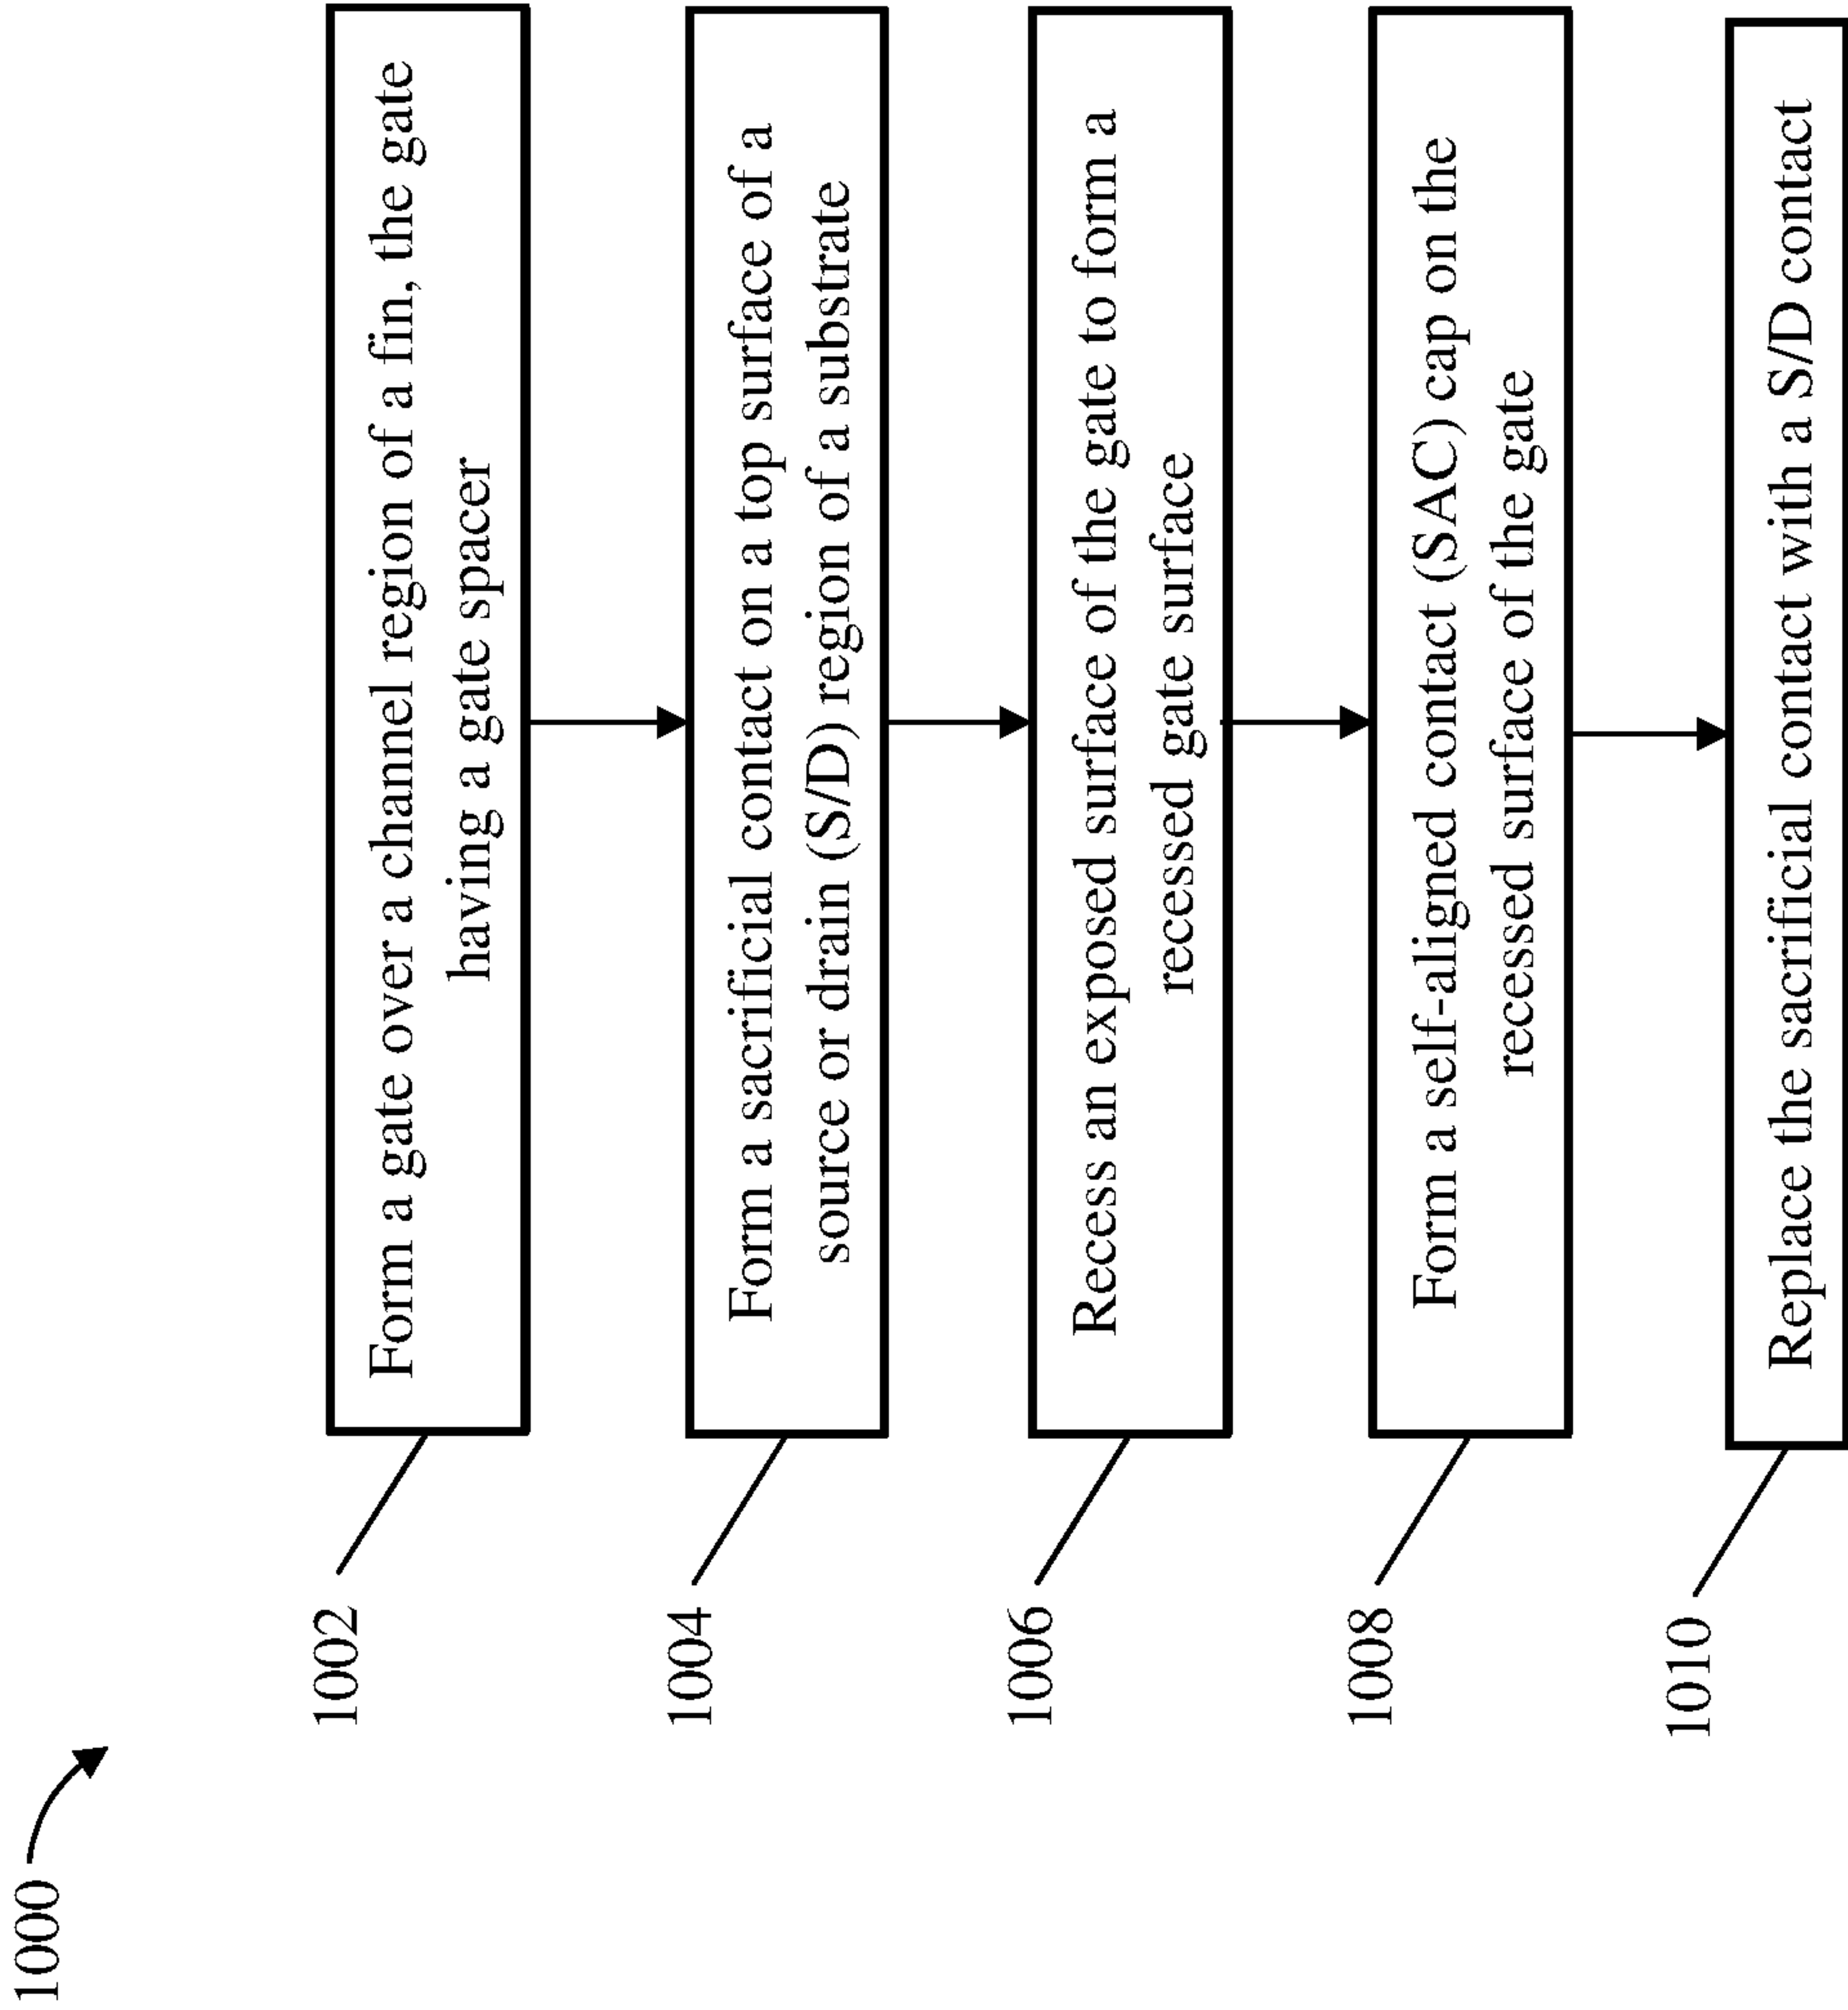 1000
1002
Form a gate over a channel region of a fin, the gate
having a gate spacer
1004
Form a sacrificial contact on a top surface of a
source or drain (S/D) region of a substrate
1006
Recess an exposed surface of the gate to form a
recessed gate surface
1008
Form a self-aligned contact (SAC) cap on the
recessed surface of the gate
1010
Replace the sacrificial contact with a S/D contact